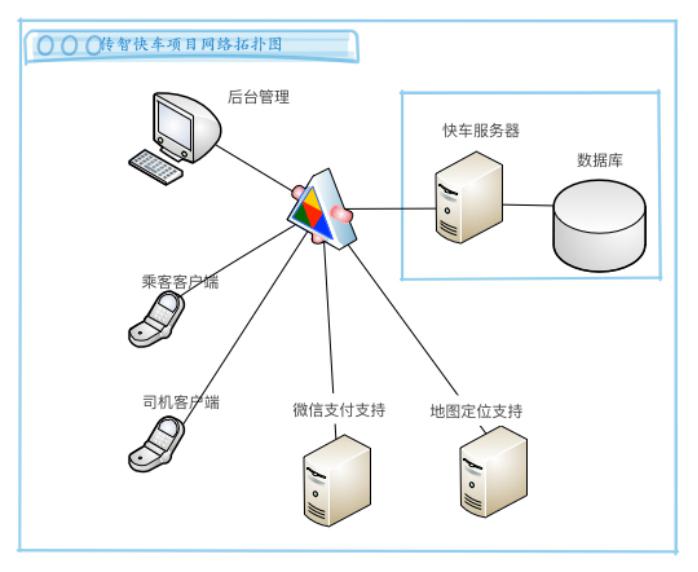 传智快车项目网络拓扑图
后台管理
快车服务器
数据库
乘客客户端
司机客户端
微信支付支持
地图定位支持